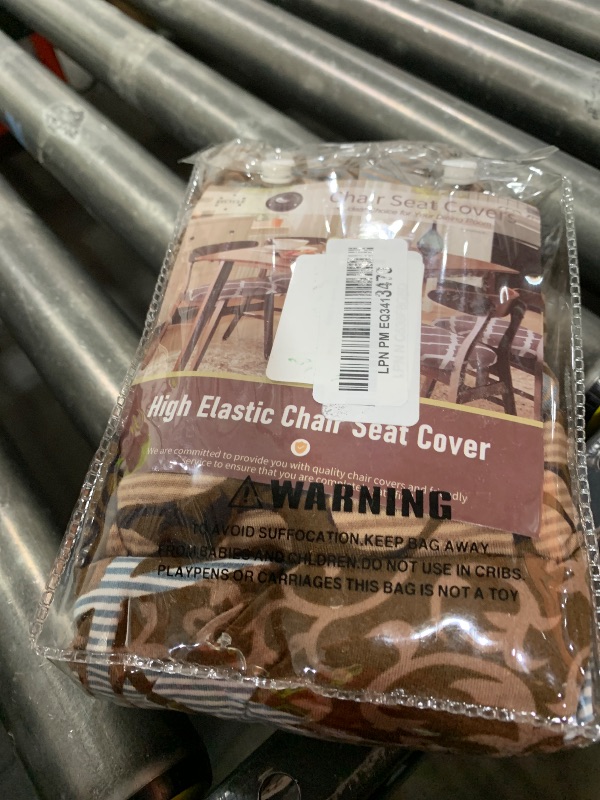 Chair Seat Covers
LPN PM EQ3413473
High Elastic Chair Seat Cover
We are committed to provide you with quality chair covers and friendly
Service to ensure that you are
WARNING
TO AVOID SUFFOCATION.KEEP BAG AWAY
FROM BABIES AND CHLDREN.DO NOT USE IN CRIBS.
PLAYPENS OR CARRIAGES THIS BAG IS NOT A TOY